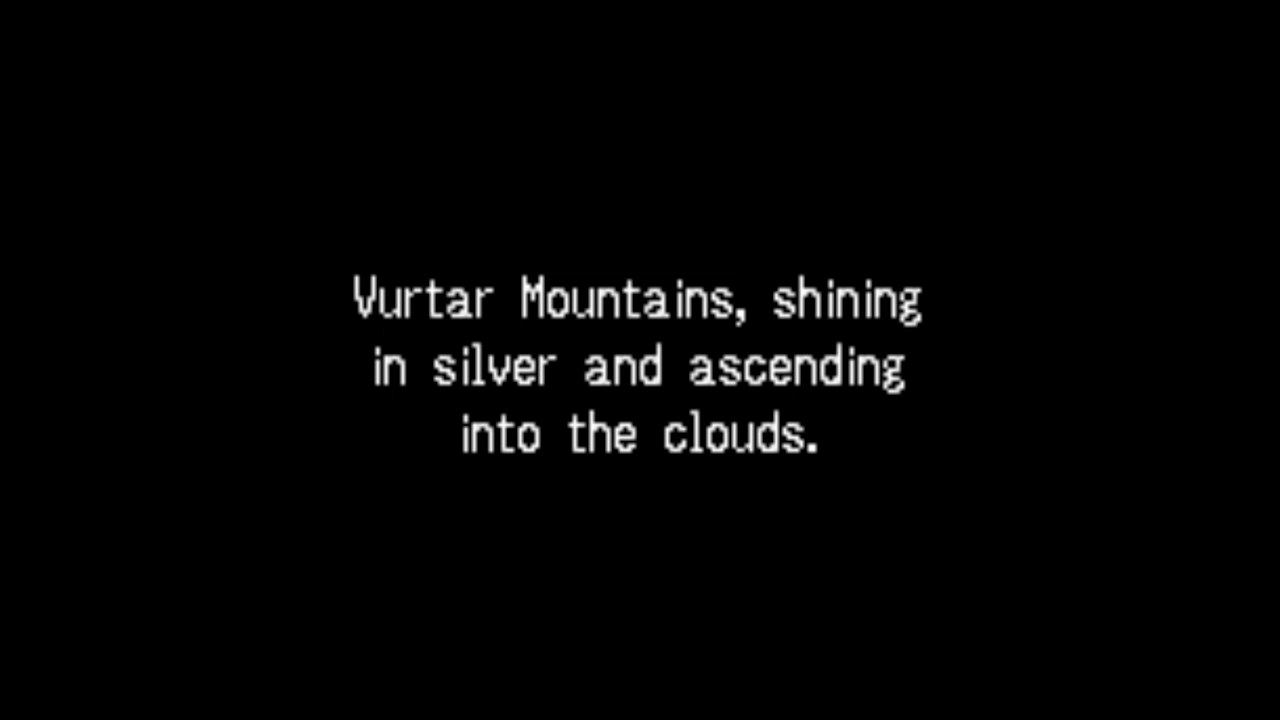 Vurtar Mountains, shining
in silver and ascending
into the clouds.